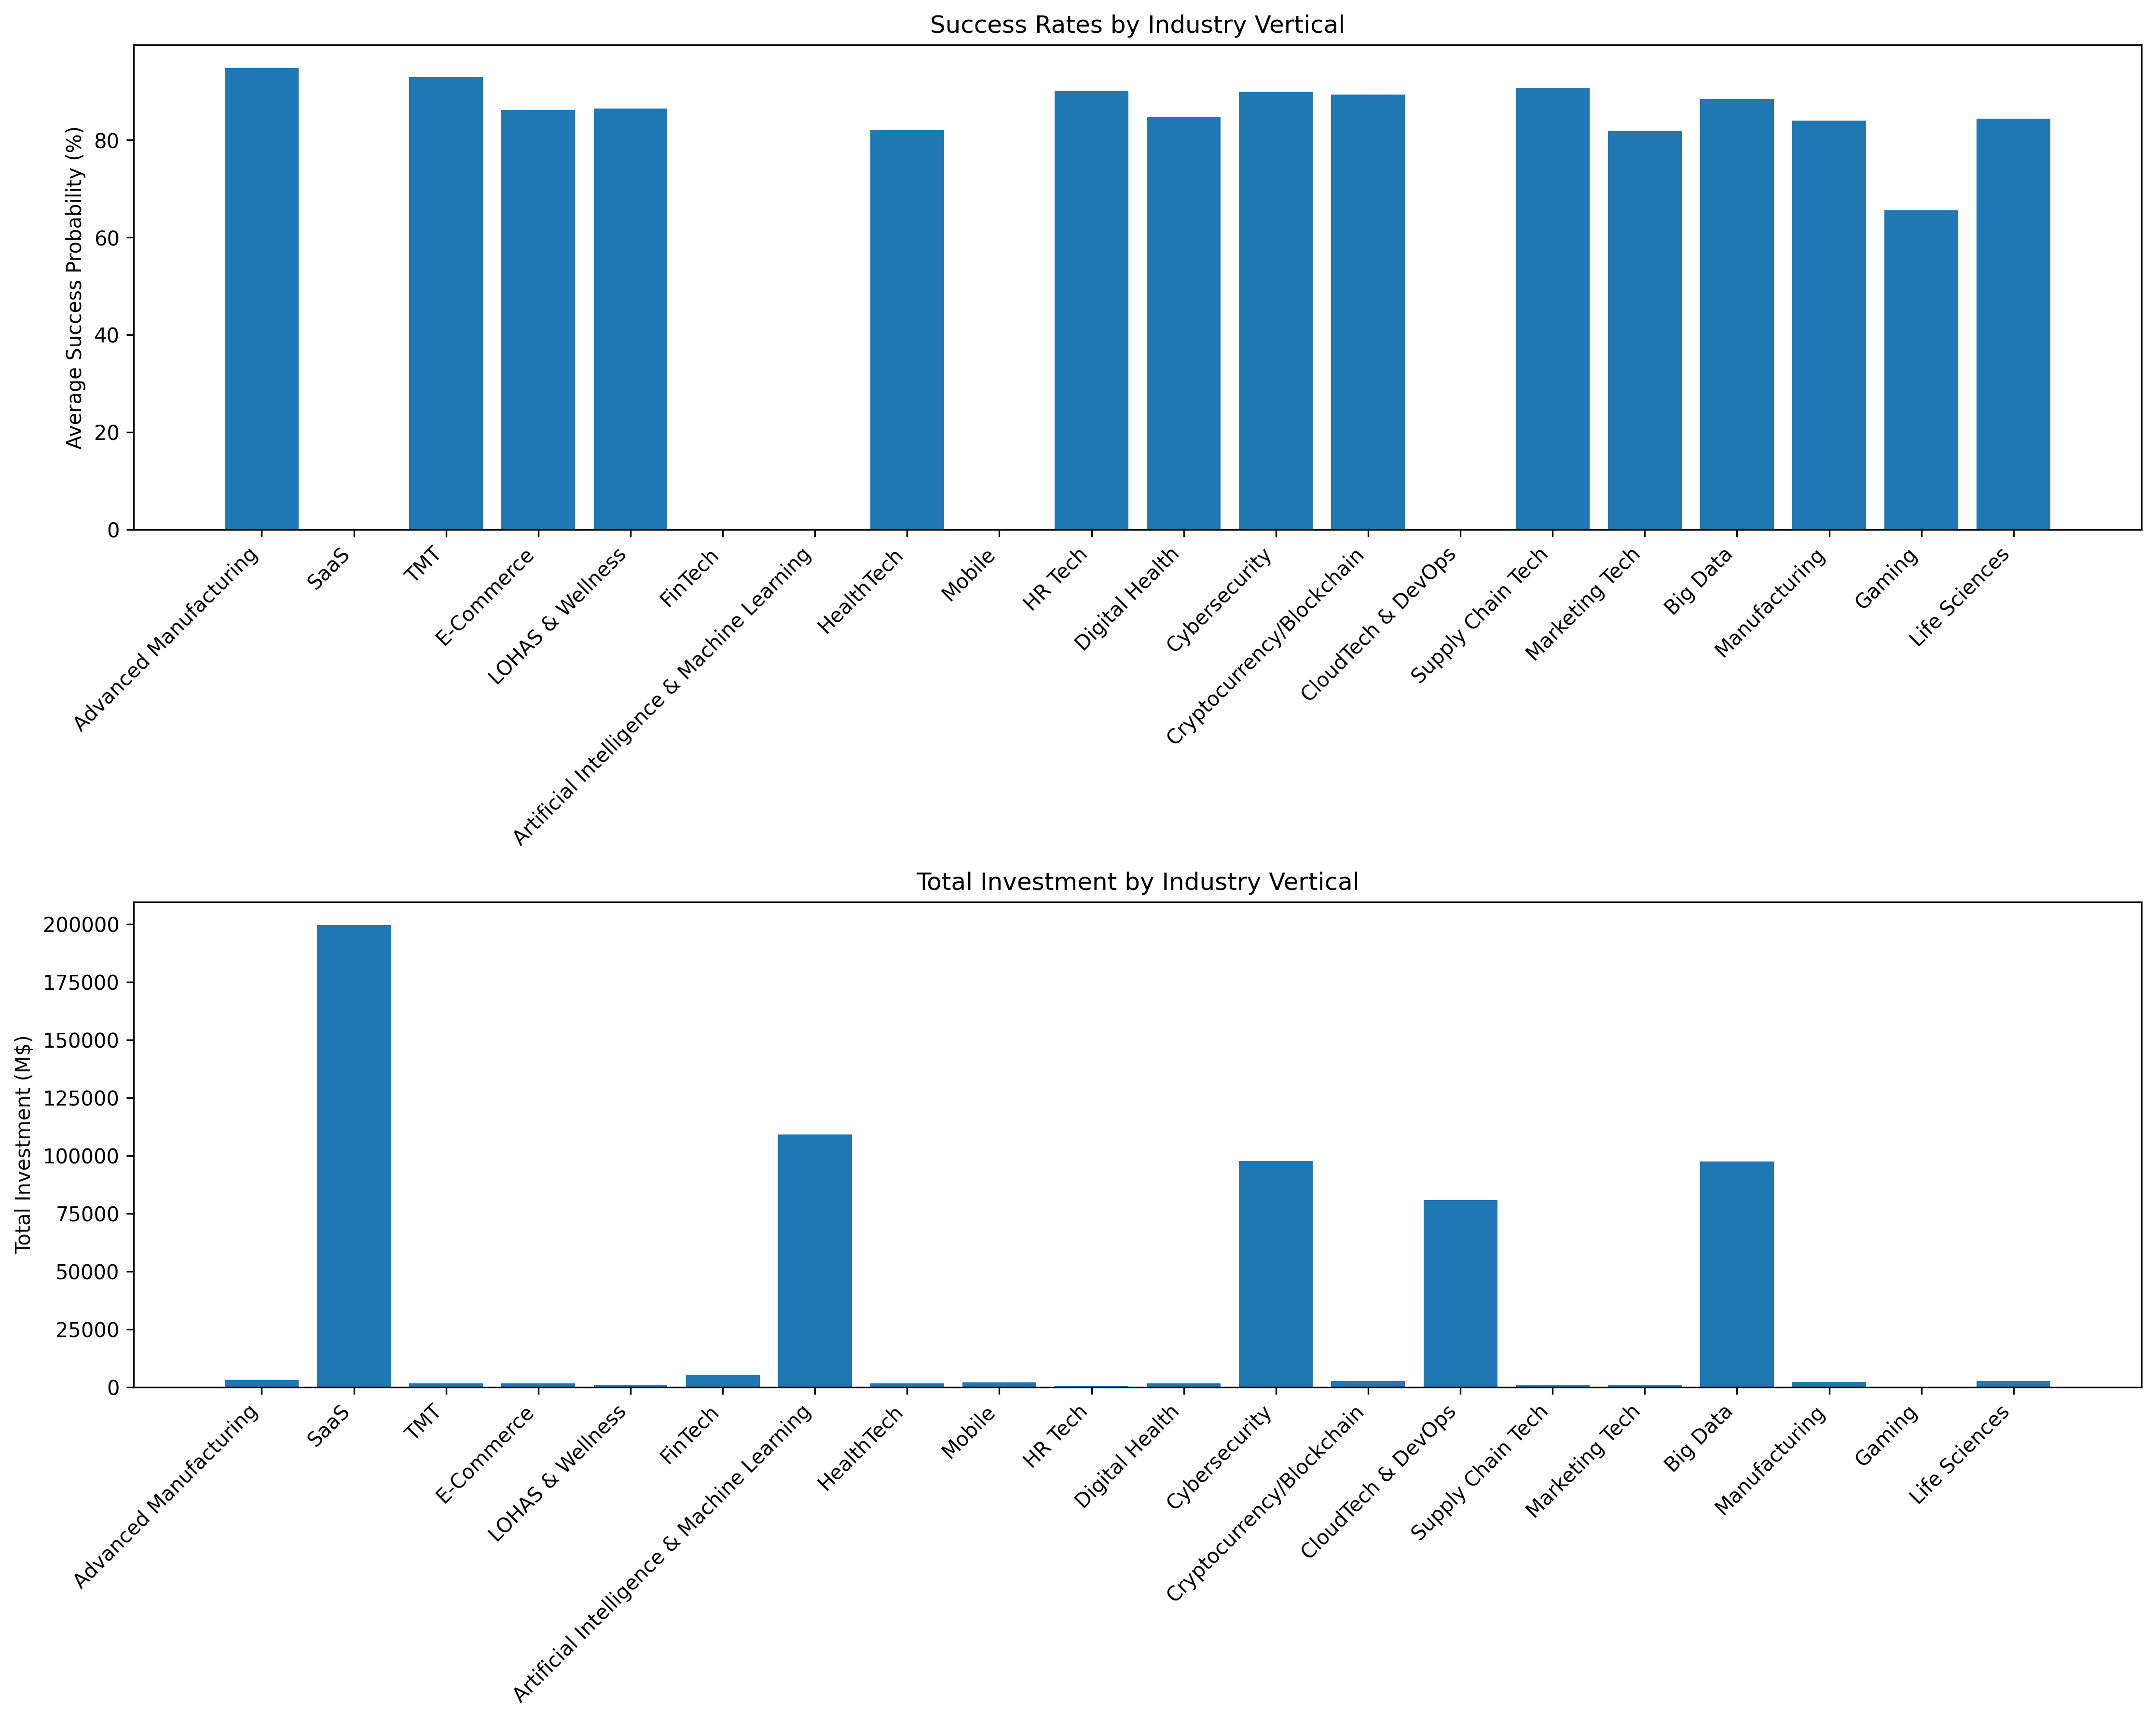 Success Rates by Industry Vertical
Average Success Probability (%)
80
60
40
20
0
Advanced Manufacturing
SaaS
TMT
E-Commerce
LOHAS & Wellness
FinTech
Artificial Intelligence & Machine Learning
HealthTech
Mobile
HR Tech
Digital Health
Cybersecurity
Cryptocurrency/Blockchain
CloudTech & DevOps
Supply Chain Tech
Marketing Tech
Big Data
Manufacturing
Gaming
Life Sciences
Total Investment by Industry Vertical
Total Investment (M$)
200000
175000
150000
125000
100000
75000
50000
25000
0
Advanced Manufacturing
SaaS
TMT
E-Commerce
LOHAS & Wellness
FinTech
Artificial Intelligence & Machine Learning
HealthTech
Mobile
HR Tech
Digital Health
Cybersecurity
Cryptocurrency/Blockchain
CloudTech & DevOps
Supply Chain Tech
Marketing Tech
Big Data
Manufacturing
Gaming
Life Sciences